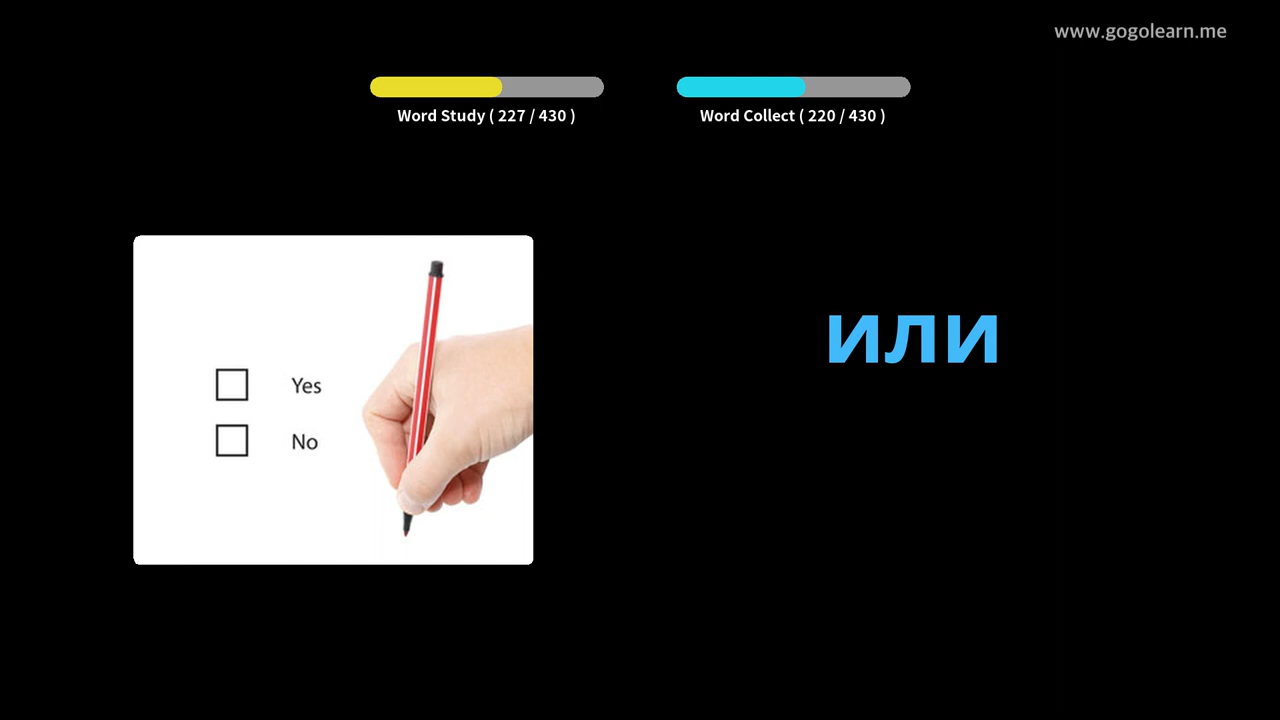 www.gogolearn.me
Word Study ( 227 / 430 )
Word Collect ( 220 / 430 )
или
Yes
No